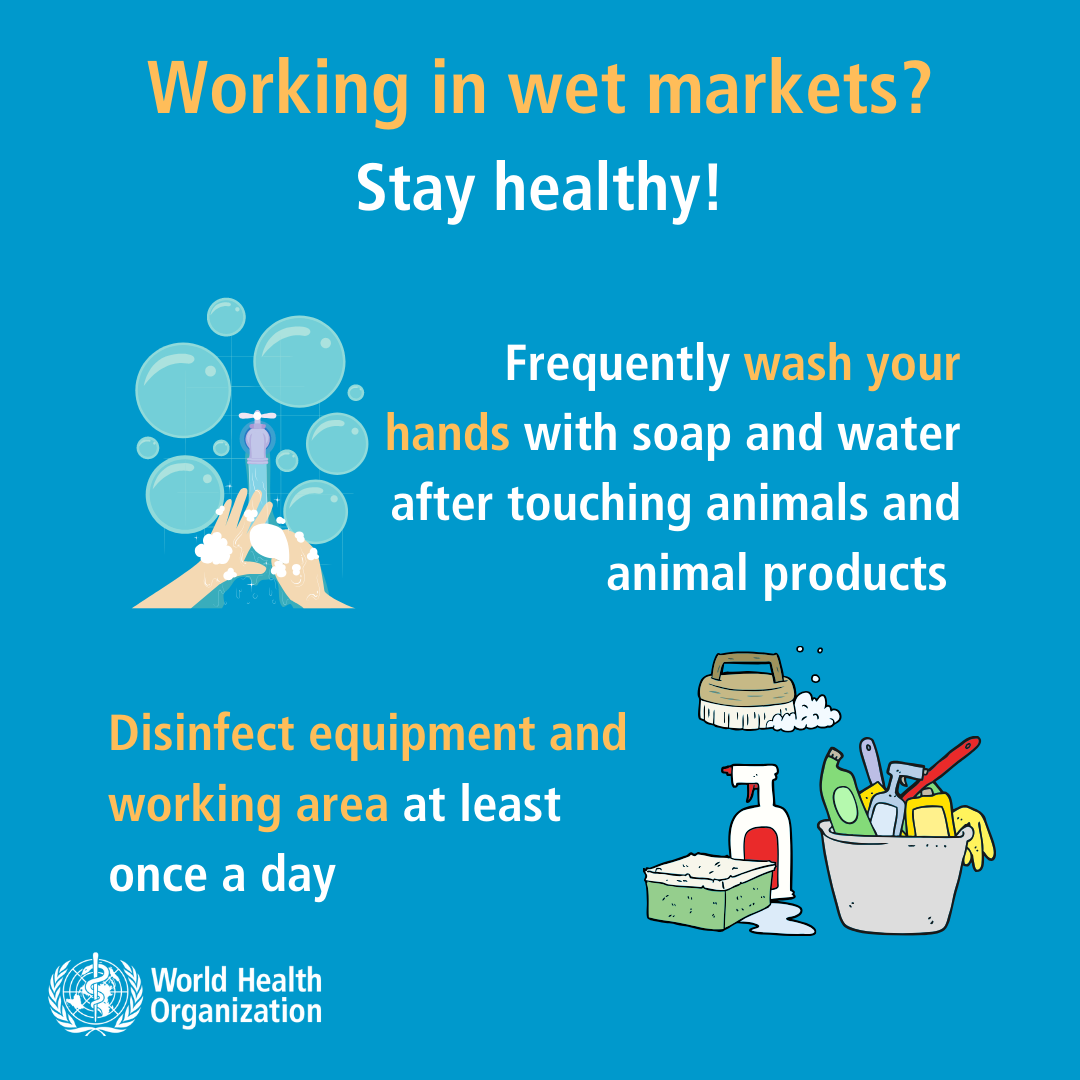 Working in wet markets?
Stay healthy!
Frequently wash your
hands with soap and water
after touching animals and
animal products
Disinfect equipment and
working area at least
once a day
World Health
Organization